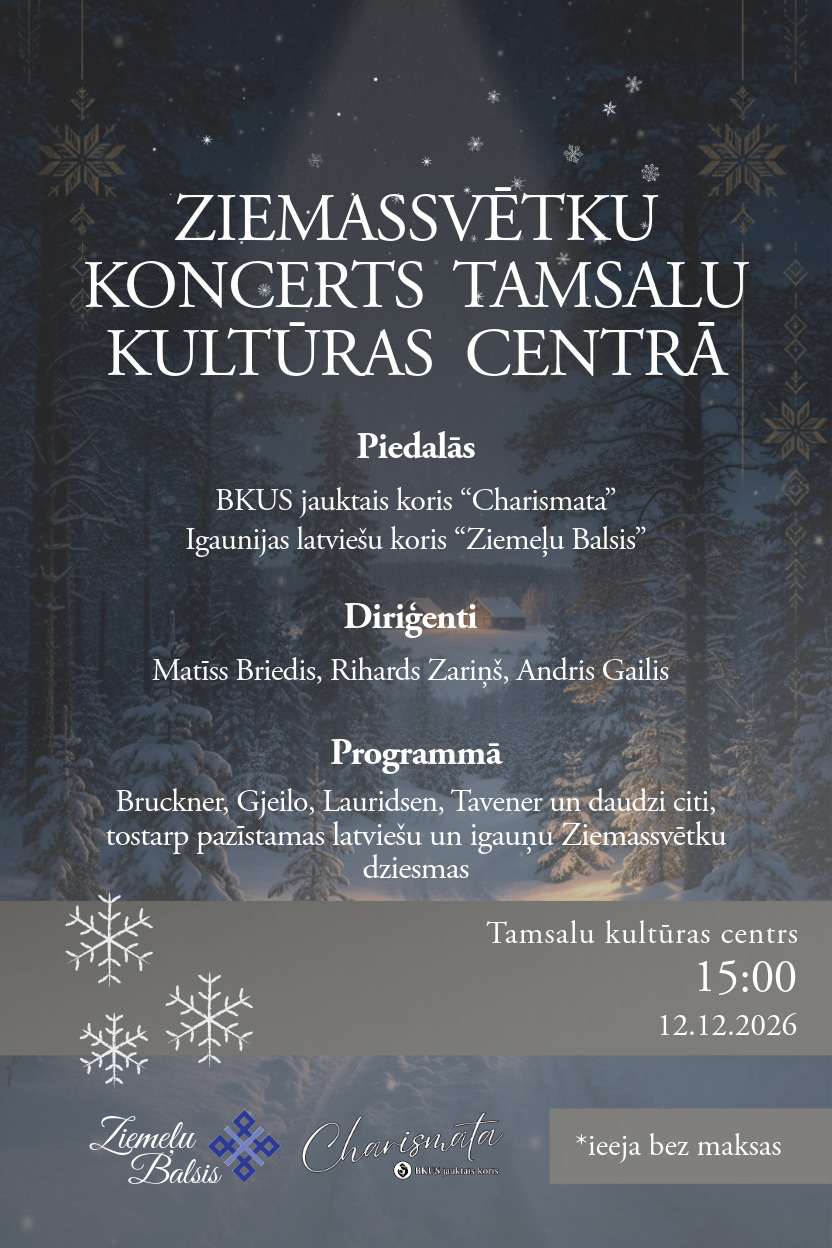 ZIEMASSVĒTKU
KONCERTS TAMSALU
KULTŪRAS CENTRĀ
Piedalās
BKUS jauktais koris “Charismata”
Igaunijas latviešu koris “Ziemeļu Balsis”
Diriģenti
Matīss Briedis, Rihards Zariņš, Andris Gailis
Programmā
Bruckner, Gjeilo, Lauridsen, Tavener un daudzi citi,
tostarp pazīstamas latviešu un igauņu Ziemassvētku
dziesmas
Tamsalu kultūras centrs
15:00
12.12.2026
Ziemeļu
Balsis
Charismata
BKUS jauktais koris
*ieeja bez maksas